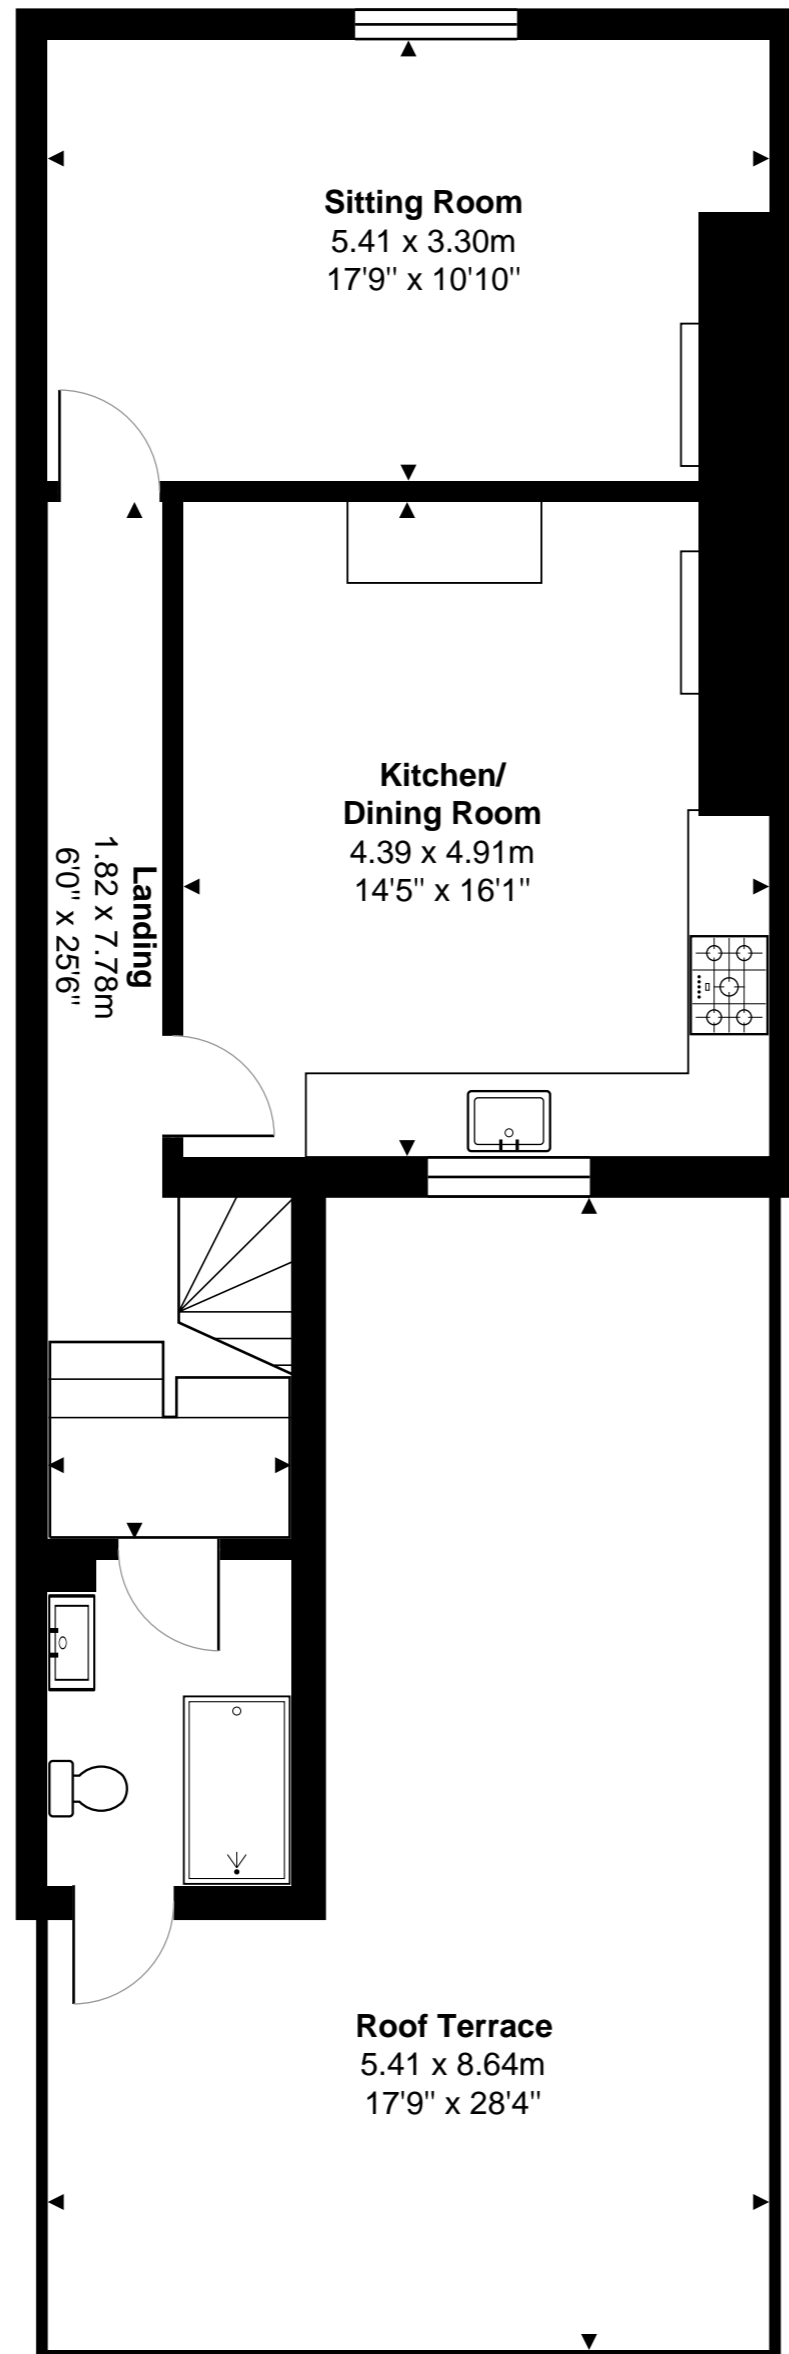 Sitting Room
5.41 x 3.30m
17'9" x 10'10"
Kitchen/
Dining Room
4.39 x 4.91m
14'5" x 16'1"
Landing
1.82 x 7.78m
6'0" x 25'6"
Roof Terrace
5.41 x 8.64m
17'9" x 28'4"